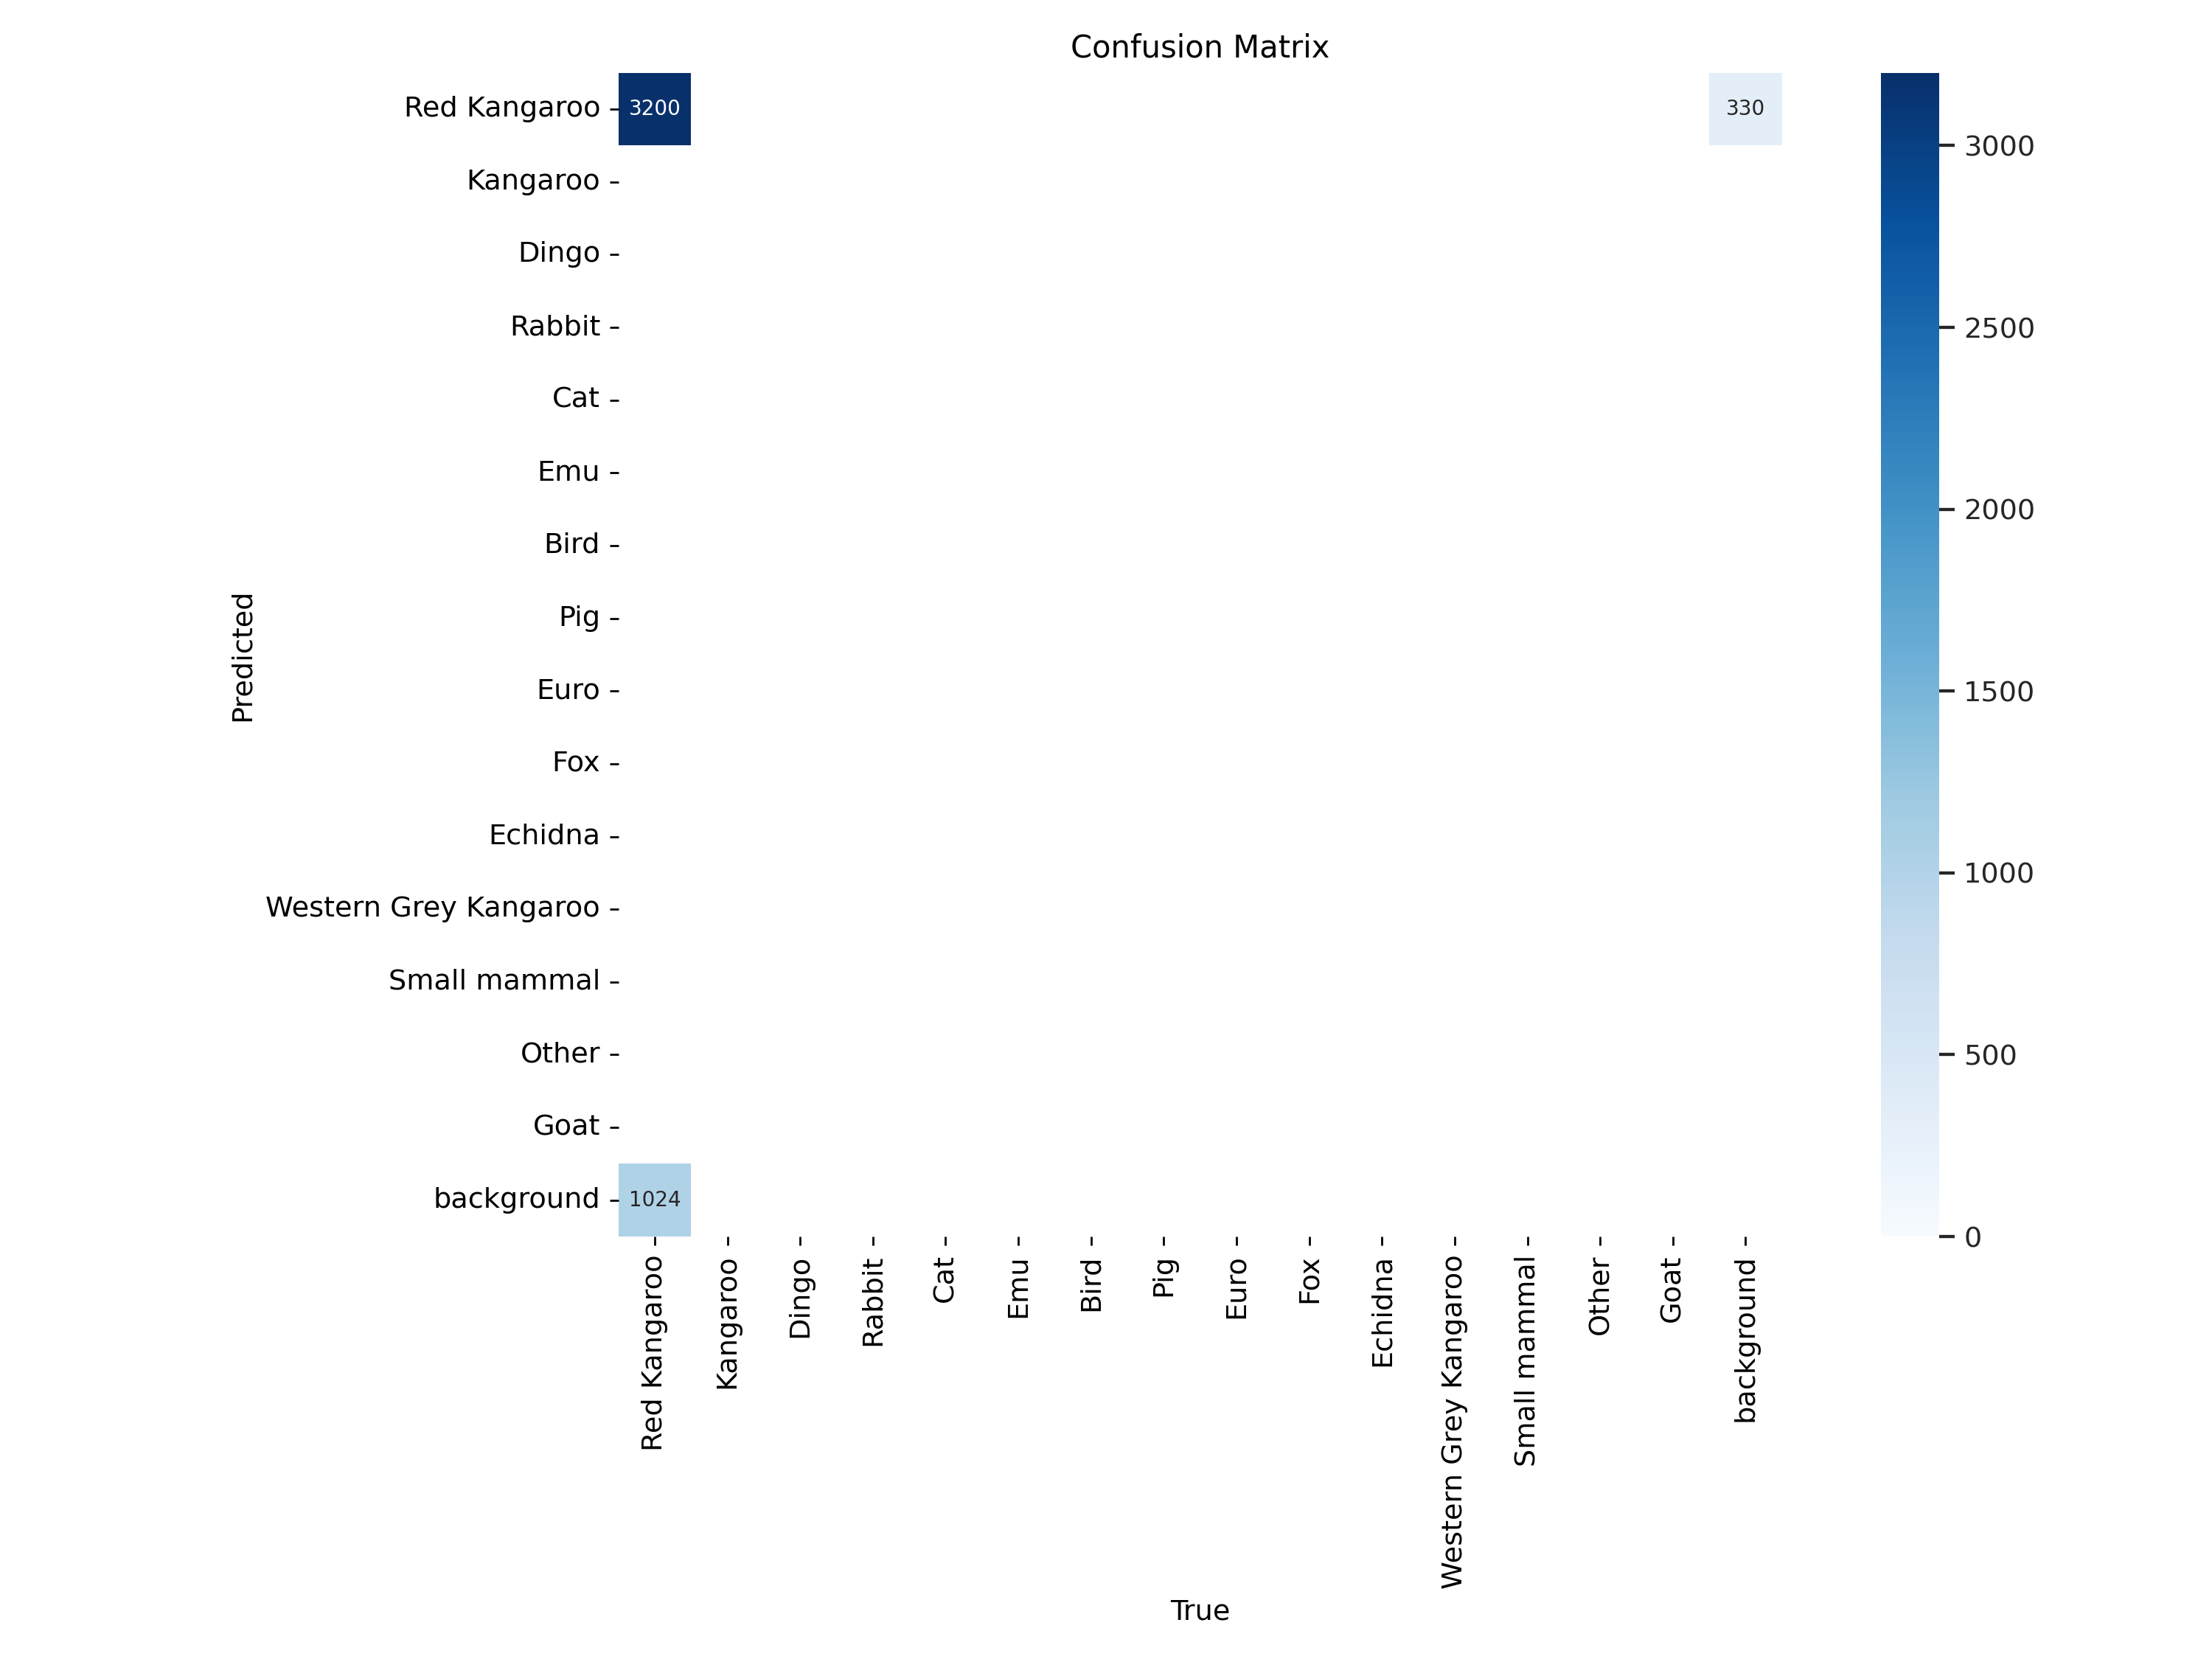 Confusion Matrix
Red Kangaroo
3200
330
Kangaroo
Dingo
Rabbit
Cat
Emu
Bird
Pig
Euro
Fox
Echidna
Western Grey Kangaroo
Small mammal
Other
Goat
background
1024
Predicted
3000
2500
2000
1500
1000
500
0
Red Kangaroo
Kangaroo
Dingo
Rabbit
Cat
Emu
Bird
Pig
Euro
Fox
Echidna
Western Grey Kangaroo
Small mammal
Other
Goat
background
True